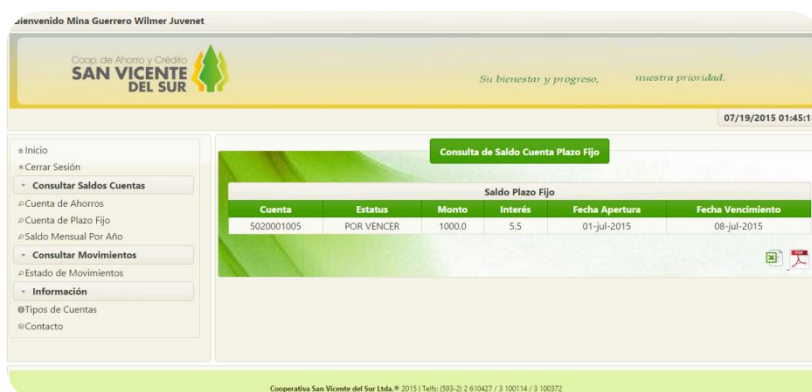 Bienvenido Mina Guerrero Wilmer Juvenet
Coop. de Ahorro y Crédito
SAN VICENTE
DEL SUR
Su bienestar y progreso, nuestra prioridad.
07/19/2015 01:45:1
Inicio
Cerrar Sesión
Consultar Saldos Cuentas
Cuenta de Ahorros
Cuenta de Plazo Fijo
Saldo Mensual Por Año
Consultar Movimientos
Estado de Movimientos
Información
Tipos de Cuentas
Contacto
Consulta de Saldo Cuenta Plazo Fijo
Saldo Plazo Fijo
Cuenta Estatus Monto Interés Fecha Apertura Fecha Vencimiento
5020001005 POR VENCER 1000.0 5.5 01-jul-2015 08-jul-2015
Cooperativa San Vicente del Sur Ltda.® 2015 | Telfs: (593-2) 2 610427 / 3 100114 / 3 100372